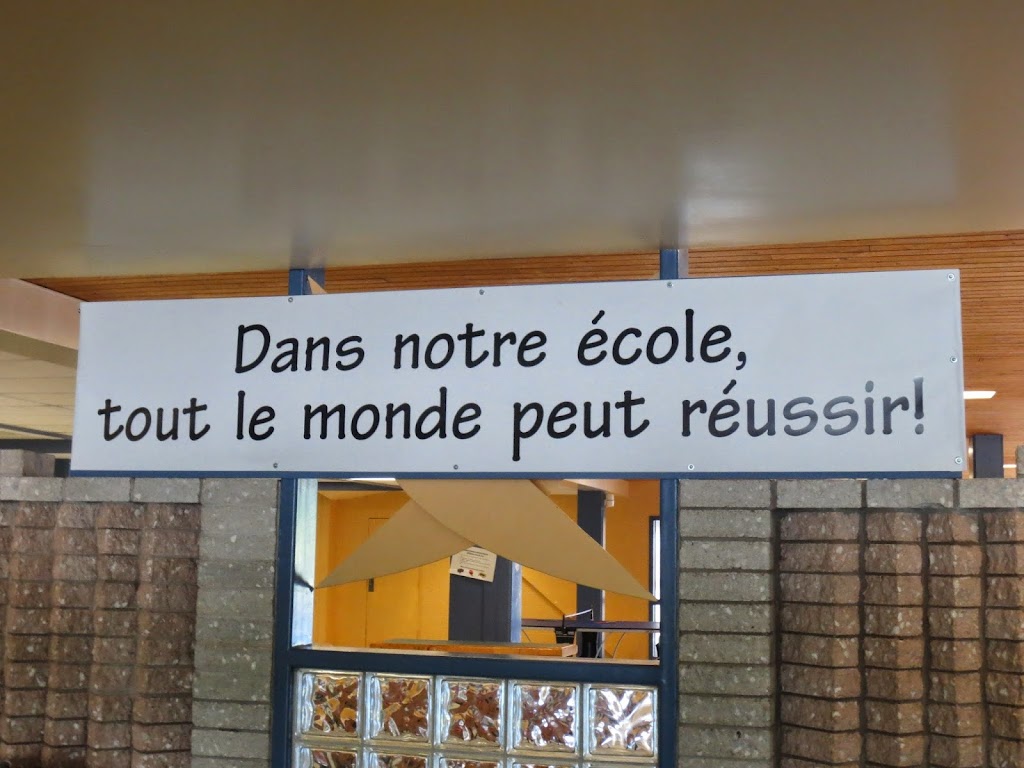 Dans notre école,
tout le monde peut réussir!